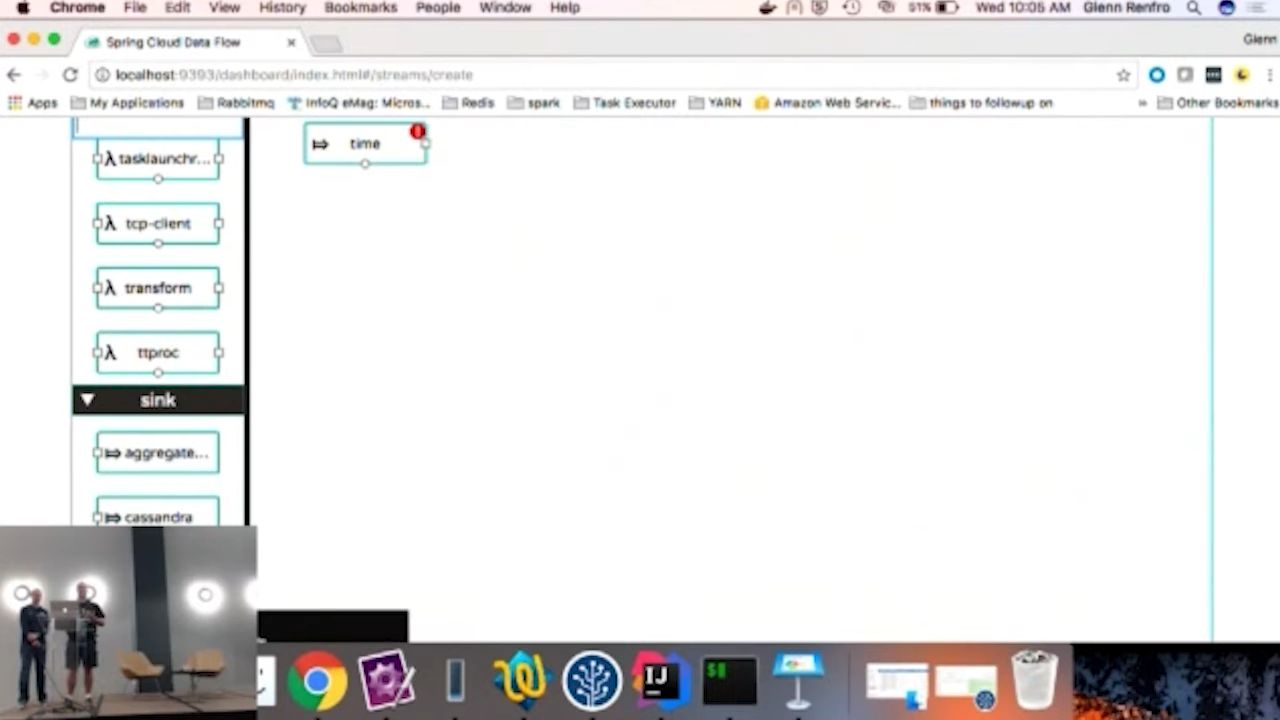 Chrome File Edit View History Bookmarks People Window Help 51% Wed 10:05 AM Glenn Renfro
Spring Cloud Data Flow Glenn
localhost:9393/dashboard/index.html#/streams/create
Apps My Applications Rabbitmq InfoQ eMag: Micros... Redis spark Task Executor YARN Amazon Web Servic... things to followup on » Other Bookmarks
time
λ tasklaunchr...
λ tcp-client
λ transform
λ ttproc
sink
aggregate...
cassandra
IJ
$